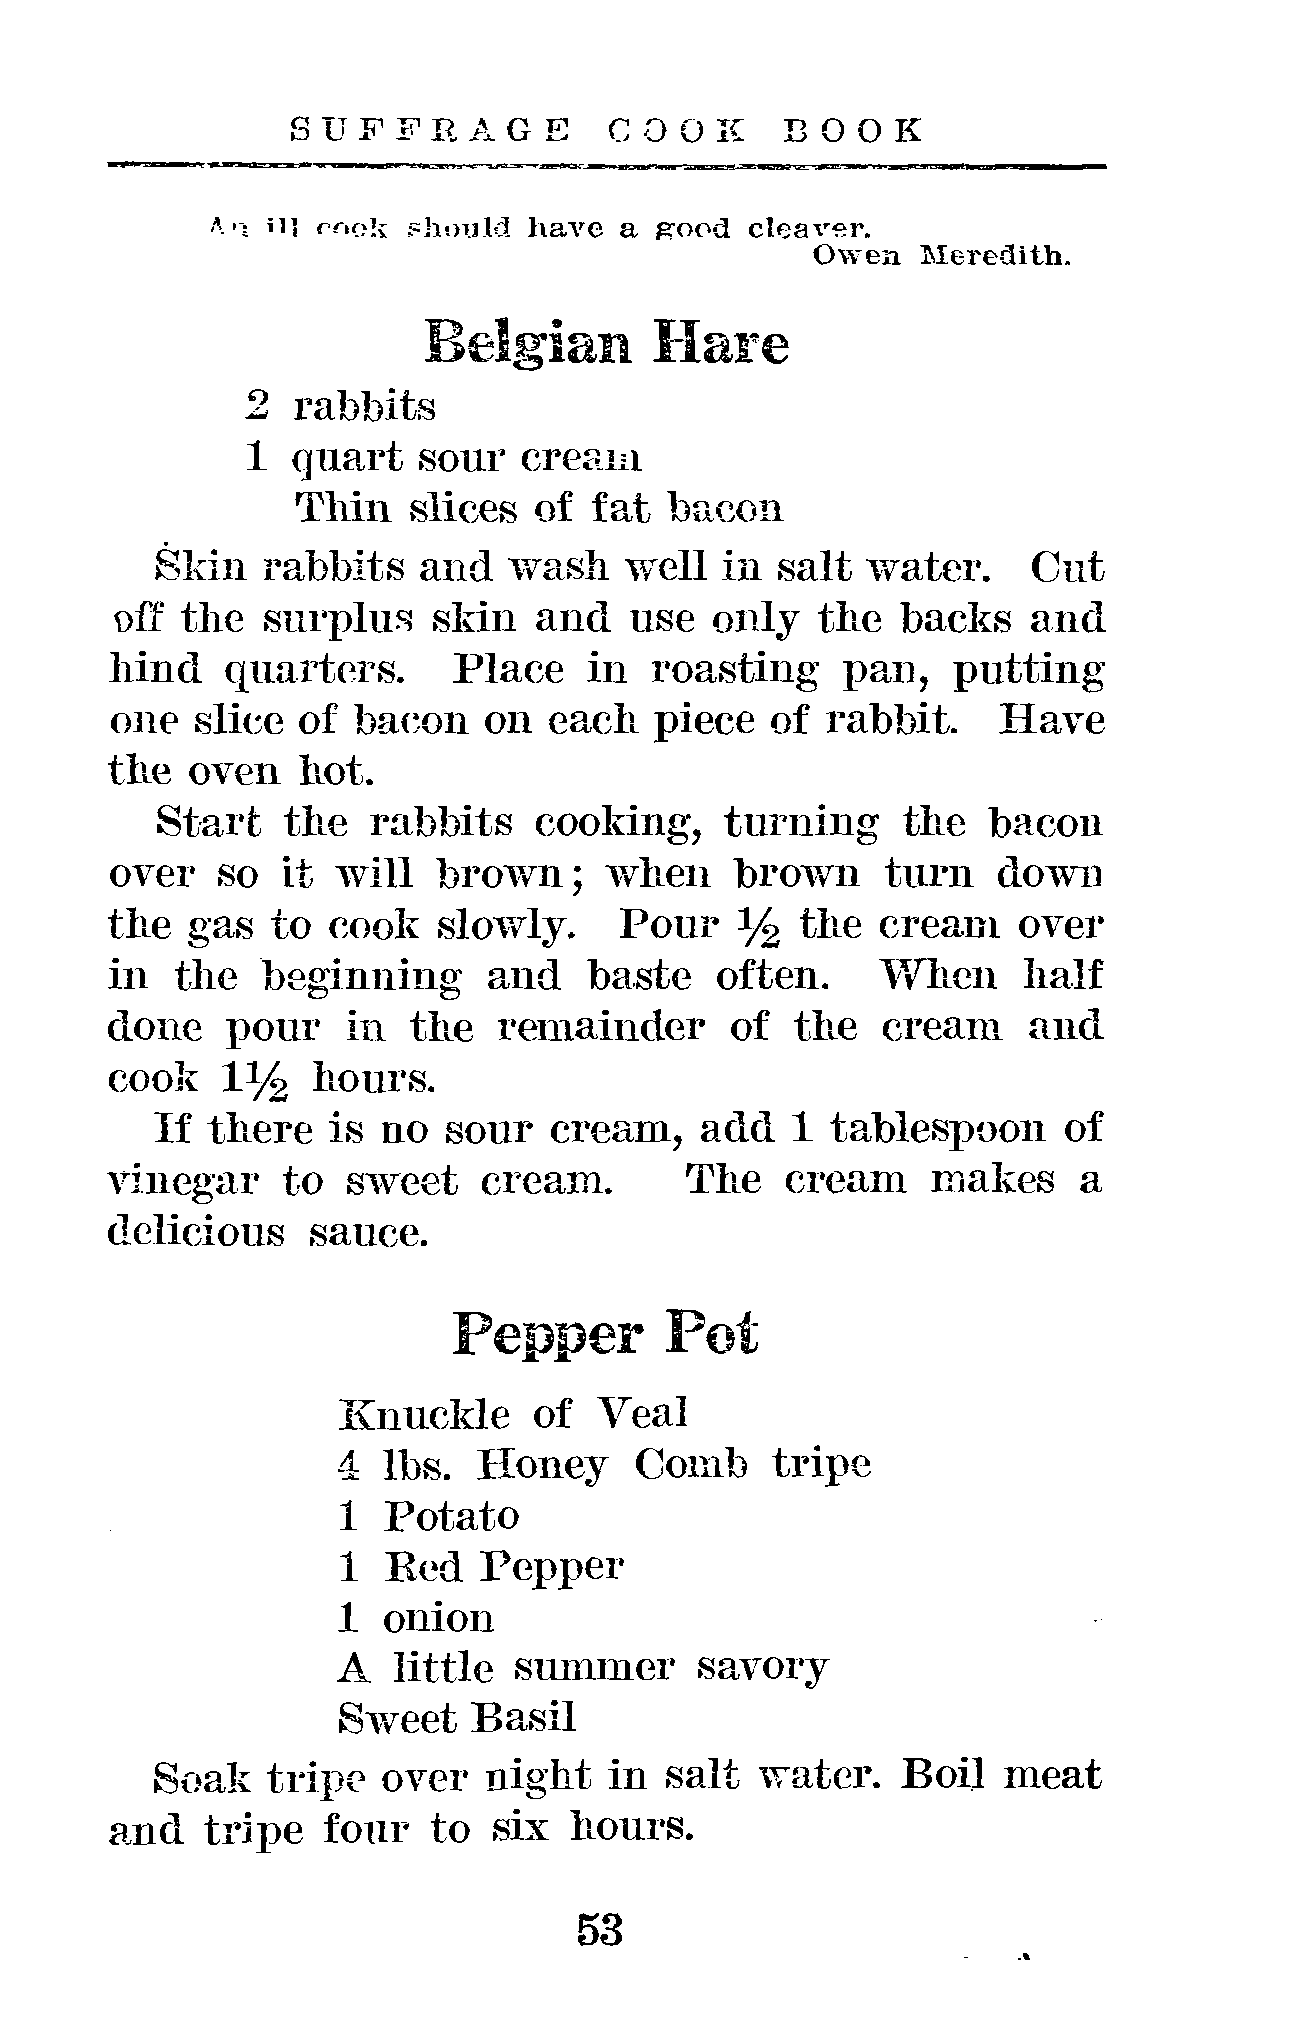 SUFFRAGE COOK BOOK
An ill cook should have a good cleaver.
Owen Meredith.
Belgian Hare
2 rabbits
1 quart sour cream
Thin slices of fat bacon
Skin rabbits and wash well in salt water. Cut
off the surplus skin and use only the backs and
hind quarters. Place in roasting pan, putting
one slice of bacon on each piece of rabbit. Have
the oven hot.
Start the rabbits cooking, turning the bacon
over so it will brown; when brown turn down
the gas to cook slowly. Pour ½ the cream over
in the beginning and baste often. When half
done pour in the remainder of the cream and
cook 1½ hours.
If there is no sour cream, add 1 tablespoon of
vinegar to sweet cream. The cream makes a
delicious sauce.
Pepper Pot
Knuckle of Veal
4 lbs. Honey Comb tripe
1 Potato
1 Red Pepper
1 onion
A little summer savory
Sweet Basil
Soak tripe over night in salt water. Boil meat
and tripe four to six hours.
53